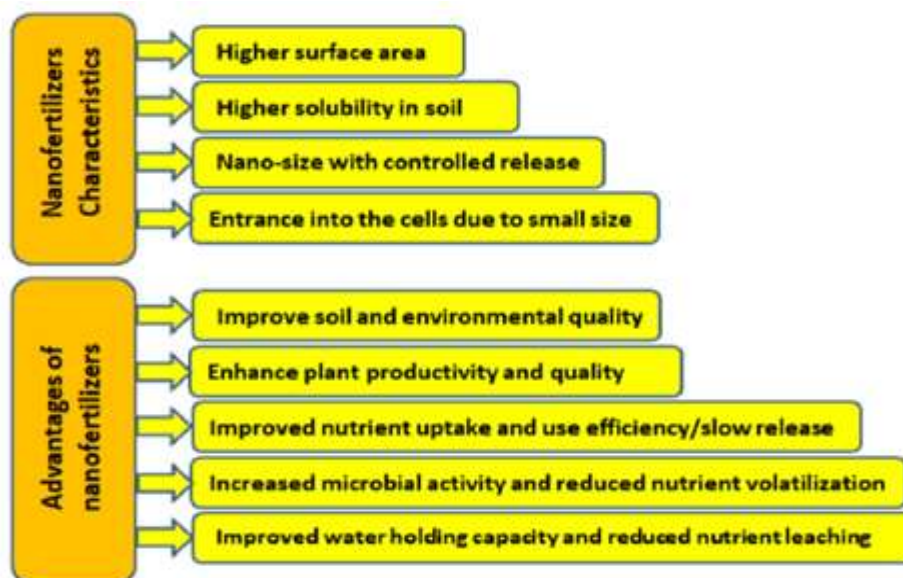 Nanofertilizers
Characteristics
Higher surface area
Higher solubility in soil
Nano-size with controlled release
Entrance into the cells due to small size
Advantages of
nanofertilizers
Improve soil and environmental quality
Enhance plant productivity and quality
Improved nutrient uptake and use efficiency/slow release
Increased microbial activity and reduced nutrient volatilization
Improved water holding capacity and reduced nutrient leaching